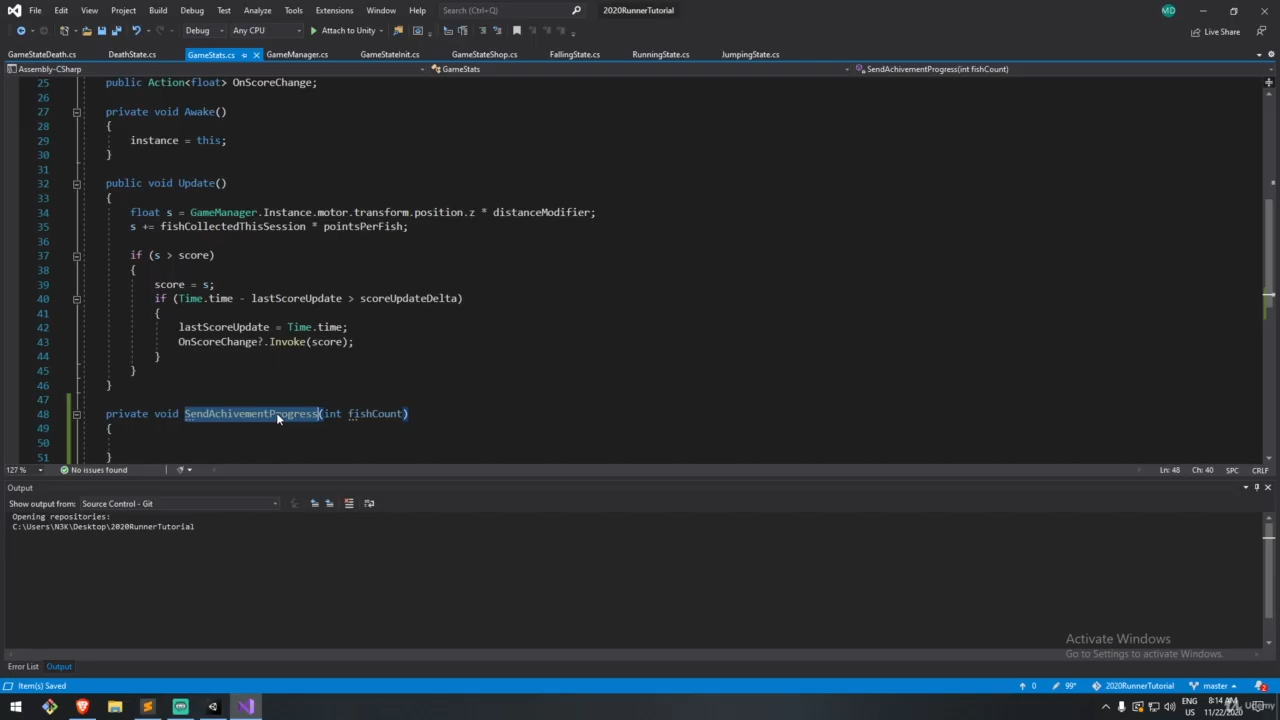 File Edit View Git Project Build Debug Test Analyze Tools Extensions Window Help Search (Ctrl+Q) 2020RunnerTutorial MD
Debug Any CPU Attach to Unity Live Share
GameStateDeath.cs DeathState.cs GameStats.cs GameManager.cs GameStateInit.cs GameStateShop.cs FallingState.cs RunningState.cs JumpingState.cs
Assembly-CSharp GameStats SendAchivementProgress(int fishCount)
25 public Action<float> OnScoreChange;
26
27 private void Awake()
28 {
29 instance = this;
30 }
31
32 public void Update()
33 {
34 float s = GameManager.Instance.motor.transform.position.z * distanceModifier;
35 s += fishCollectedThisSession * pointsPerFish;
36
37 if (s > score)
38 {
39 score = s;
40 if (Time.time - lastScoreUpdate > scoreUpdateDelta)
41 {
42 lastScoreUpdate = Time.time;
43 OnScoreChange?.Invoke(score);
44 }
45 }
46 }
47
48 private void SendAchivementProgress(int fishCount)
49 {
50
51 }
127 % No issues found Ln: 48 Ch: 40 SPC CRLF
Output
Show output from: Source Control - Git
Opening repositories:
C:\Users\N3K\Desktop\2020RunnerTutorial
Activate Windows
Go to Settings to activate Windows.
Error List Output
Item(s) Saved 0 99+ 2020RunnerTutorial master 2
ENG
US
8:14 AM
11/22/2020
Udemy